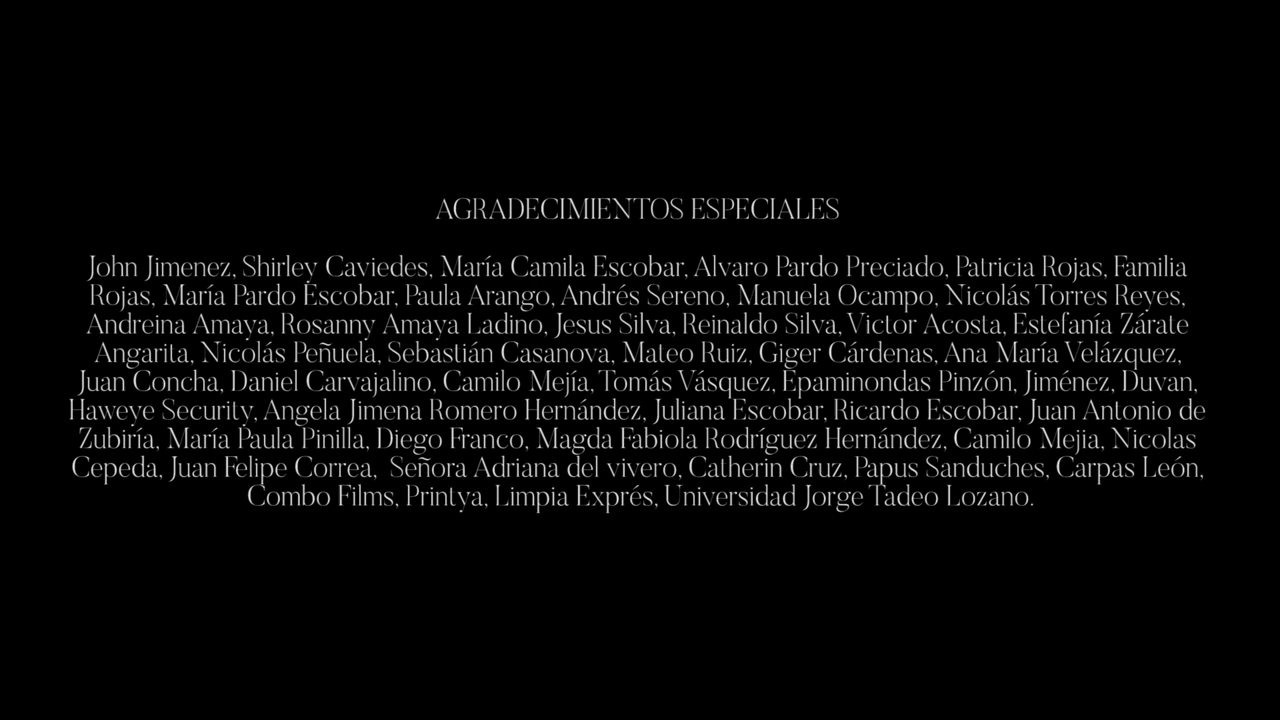 AGRADECIMIENTOS ESPECIALES
John Jimenez, Shirley Caviedes, María Camila Escobar, Alvaro Pardo Preciado, Patricia Rojas, Familia
Rojas, María Pardo Escobar, Paula Arango, Andrés Sereno, Manuela Ocampo, Nicolás Torres Reyes,
Andreina Amaya, Rosanny Amaya Ladino, Jesus Silva, Reinaldo Silva, Victor Acosta, Estefanía Zárate
Angarita, Nicolás Peñuela, Sebastián Casanova, Mateo Ruiz, Giger Cárdenas, Ana María Velázquez,
Juan Concha, Daniel Carvajalino, Camilo Mejía, Tomás Vásquez, Epaminondas Pinzón, Jiménez, Duvan,
Haweye Security, Angela Jimena Romero Hernández, Juliana Escobar, Ricardo Escobar, Juan Antonio de
Zubiría, María Paula Pinilla, Diego Franco, Magda Fabiola Rodríguez Hernández, Camilo Mejia, Nicolas
Cepeda, Juan Felipe Correa, Señora Adriana del vivero, Catherin Cruz, Papus Sanduches, Carpas León,
Combo Films, Printya, Limpia Exprés, Universidad Jorge Tadeo Lozano.